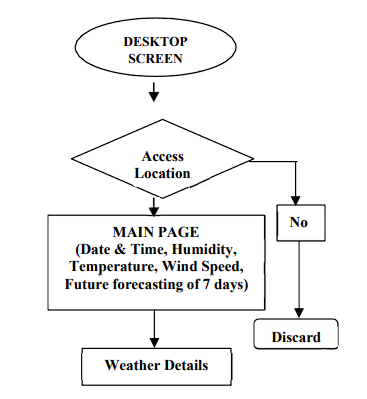 DESKTOP
SCREEN
Access
Location
No
MAIN PAGE
(Date & Time, Humidity,
Temperature, Wind Speed,
Future forecasting of 7 days)
Discard
Weather Details